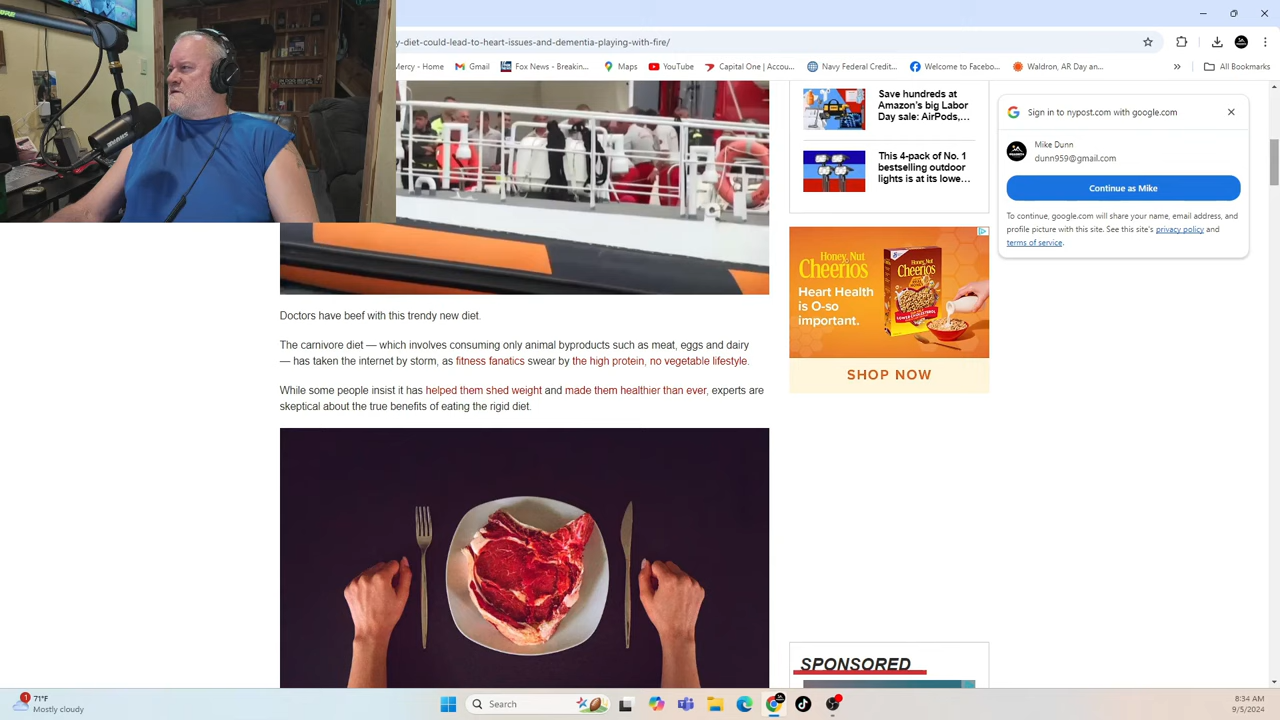 y-diet-could-lead-to-heart-issues-and-dementia-playing-with-fire/
Mercy - Home
Gmail
Fox News - Breakin...
Maps
YouTube
Capital One | Accou...
Navy Federal Credit...
Welcome to Facebo...
Waldron, AR Day an...
»
All Bookmarks
Save hundreds at
Amazon's big Labor
Day sale: AirPods,...
This 4-pack of No. 1
bestselling outdoor
lights is at its lowe...
Sign in to nypost.com with google.com
Mike Dunn
dunn959@gmail.com
Continue as Mike
To continue, google.com will share your name, email address, and
profile picture with this site. See this site's privacy policy and
terms of service.
Honey Nut
Cheerios
Heart Health
is O-so
important.
Honey Nut
Cheerios
SHOP NOW
Doctors have beef with this trendy new diet.
The carnivore diet — which involves consuming only animal byproducts such as meat, eggs and dairy
— has taken the internet by storm, as fitness fanatics swear by the high protein, no vegetable lifestyle.
While some people insist it has helped them shed weight and made them healthier than ever, experts are
skeptical about the true benefits of eating the rigid diet.
SPONSORED
1
71°F
Mostly cloudy
Search
8:34 AM
9/5/2024